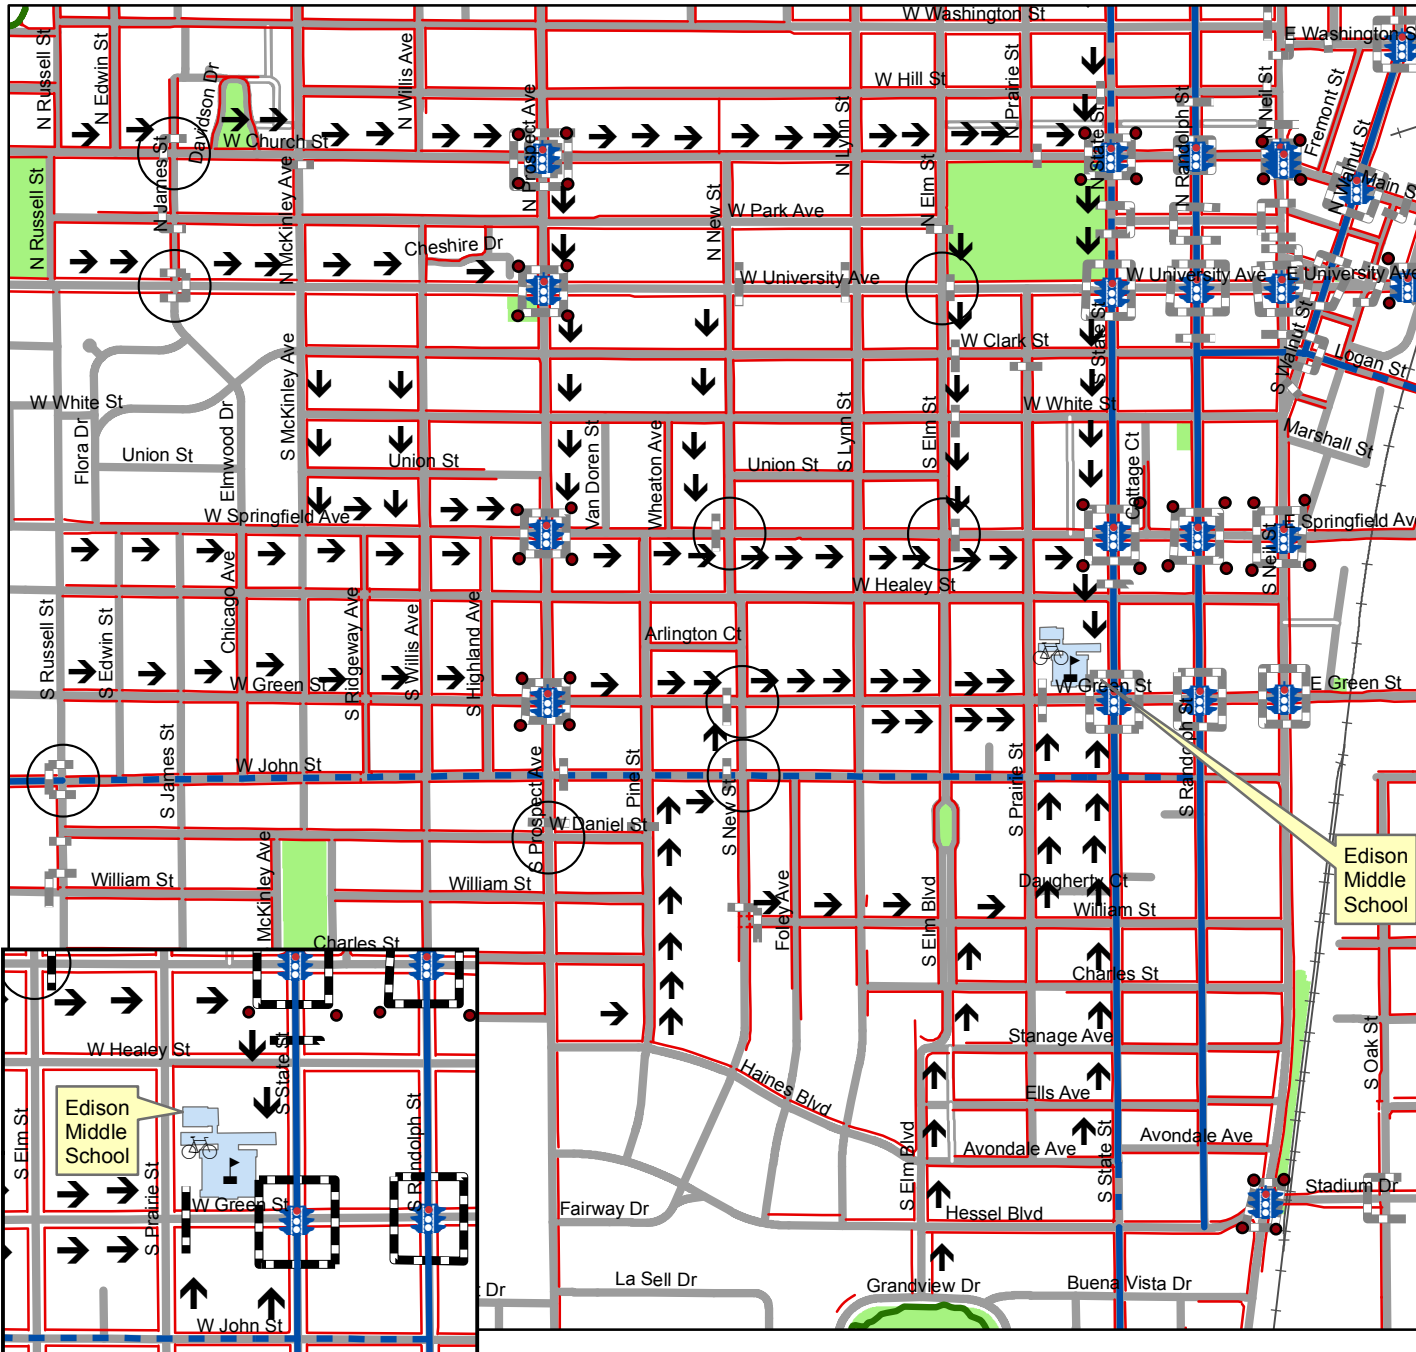 W Washington St
E Washington S
N Russell St
N Edwin St
Davidson Dr
N Willis Ave
W Hill St
N Prairie St
N Neil St
Fremont St
N Walnut St
Main S
N James St
W Church St
N McKinley Ave
N Prospect Ave
N Lynn St
N State St
N Randolph St
N Russell St
N New St
W Park Ave
N Elm St
Cheshire Dr
W University Ave
W University Ave
E University Ave
S McKinley Ave
W Clark St
S State St
S Walnut St
Logan St
W White St
W White St
Flora Dr
Union St
Elmwood Dr
Union St
Van Doren St
Wheaton Ave
Union St
S Lynn St
S Elm St
Cottage Ct
Marshall St
W Springfield Ave
E Springfield Av
W Healey St
S Neil St
S Russell St
S Edwin St
Chicago Ave
S Ridgeway Ave
S Willis Ave
S Highland Ave
Arlington Ct
W Green St
W Green St
E Green St
S James St
W John St
S Prospect Ave
Pine St
S New St
S Prairie St
S Randolph St
W Daniel St
McKinley Ave
William St
William St
Foley Ave
S Elm Blvd
Daugherty Ct
William St
Edison
Middle
School
Charles St
Charles St
Stanage Ave
S Oak St
Haines Blvd
Ells Ave
Avondale Ave
Avondale Ave
S Elm Blvd
S State St
Stadium Dr
Fairway Dr
Hessel Blvd
La Sell Dr
Grandview Dr
Buena Vista Dr
Dr
W Healey St
S State St
Edison
Middle
School
S Elm St
S Prairie St
S Randolph St
W Green St
W John St